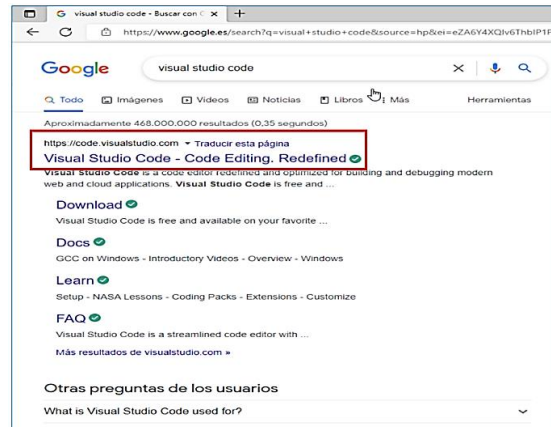 visual studio code - Buscar con
https://www.google.es/search?q=visual+studio+code&source=hp&ei=
Google
visual studio code
Todo Imágenes Vídeos Noticias Libros Más Herramientas
Aproximadamente 468.000.000 resultados (0,35 segundos)
https://code.visualstudio.com Traducir esta página
Visual Studio Code - Code Editing. Redefined
Visual Studio Code is a code editor redefined and optimized for building and debugging modern
web and cloud applications. Visual Studio Code is free and ...
Download
Visual Studio Code is free and available on your favorite ...
Docs
GCC on Windows - Introductory Videos - Overview - Windows
Learn
Setup - NASA Lessons - Coding Packs - Extensions - Customize
FAQ
Visual Studio Code is a streamlined code editor with ...
Más resultados de visualstudio.com »
Otras preguntas de los usuarios
What is Visual Studio Code used for?